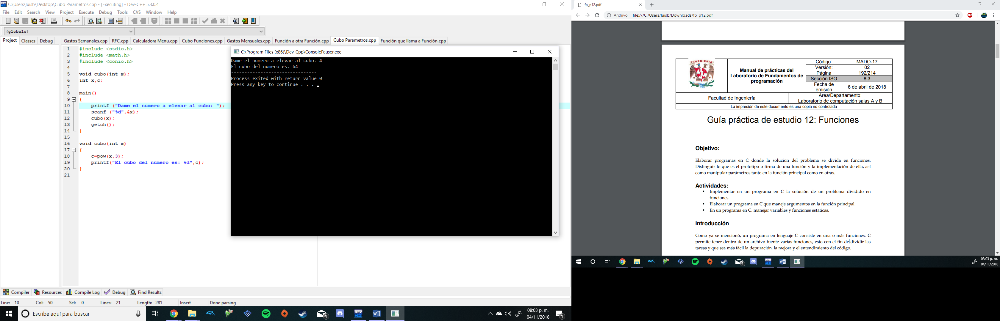 C:\Users\luisb\Desktop\Cubo Parametros.cpp - [Executing] - Dev-C++ 5.3.0.4
File Edit Search View Project Execute Debug Tools CVS Window Help
(globals)
Project Classes Debug
Gastos Semanales.cpp RFC.cpp Calculadora Menu.cpp Cubo Funciones.cpp Gastos Mensuales.cpp Función a otra Función.cpp Cubo Parametros.cpp Función que llama a Función.cpp
1 #include <stdio.h>
2 #include <math.h>
3 #include <conio.h>
4
5 void cubo(int m);
6 int x,c;
7
8 main()
9 {
10 printf ("Dame el numero a elevar al cubo: ");
11 scanf ("%d",&x);
12 cubo(x);
13 getch();
14 }
15
16 void cubo(int m)
17 {
18 c=pow(x,3);
19 printf("El cubo del numero es: %d",c);
20 }
21
C:\Program Files (x86)\Dev-Cpp\ConsolePauser.exe
Dame el numero a elevar al cubo: 4
El cubo del numero es: 64
--------------------------------
Process exited with return value 0
Press any key to continue . . .
Compiler Resources Compile Log Debug Find Results
Line: 10 Col: 50 Sel: 0 Lines: 21 Length: 281 Insert Done parsing
Escribe aquí para buscar
08:03 p. m.
04/11/2018
fp_p12.pdf
Archivo file:///C:/Users/luisb/Downloads/fp_p12.pdf
ABP
INGENIERIA
Manual de prácticas del
Laboratorio de Fundamentos de
programación
Código: MADO-17
Versión: 02
Página 192/214
Sección ISO 8.3
Fecha de
emisión
6 de abril de 2018
Facultad de Ingeniería
Área/Departamento:
Laboratorio de computación salas A y B
La impresión de este documento es una copia no controlada
Guía práctica de estudio 12: Funciones
Objetivo:
Elaborar programas en C donde la solución del problema se divida en funciones.
Distinguir lo que es el prototipo o firma de una función y la implementación de ella, así
como manipular parámetros tanto en la función principal como en otras.
Actividades:
▪ Implementar en un programa en C la solución de un problema dividido en
funciones.
▪ Elaborar un programa en C que maneje argumentos en la función principal.
▪ En un programa en C, manejar variables y funciones estáticas.
Introducción
Como ya se mencionó, un programa en lenguaje C consiste en una o más funciones. C
permite tener dentro de un archivo fuente varias funciones, esto con el fin de dividir las
tareas y que sea más fácil la depuración, la mejora y el entendimiento del código.
08:03 p. m.
04/11/2018